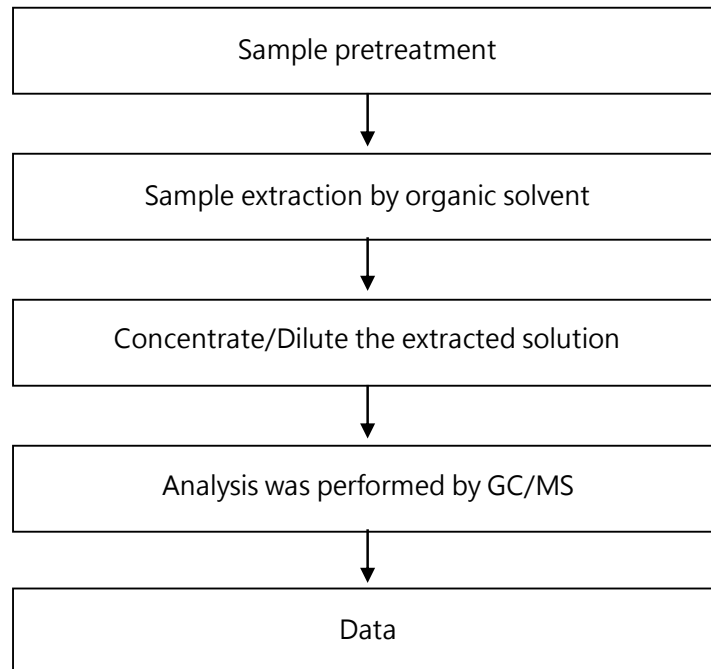 Sample pretreatment
Sample extraction by organic solvent
Concentrate/Dilute the extracted solution
Analysis was performed by GC/MS
Data